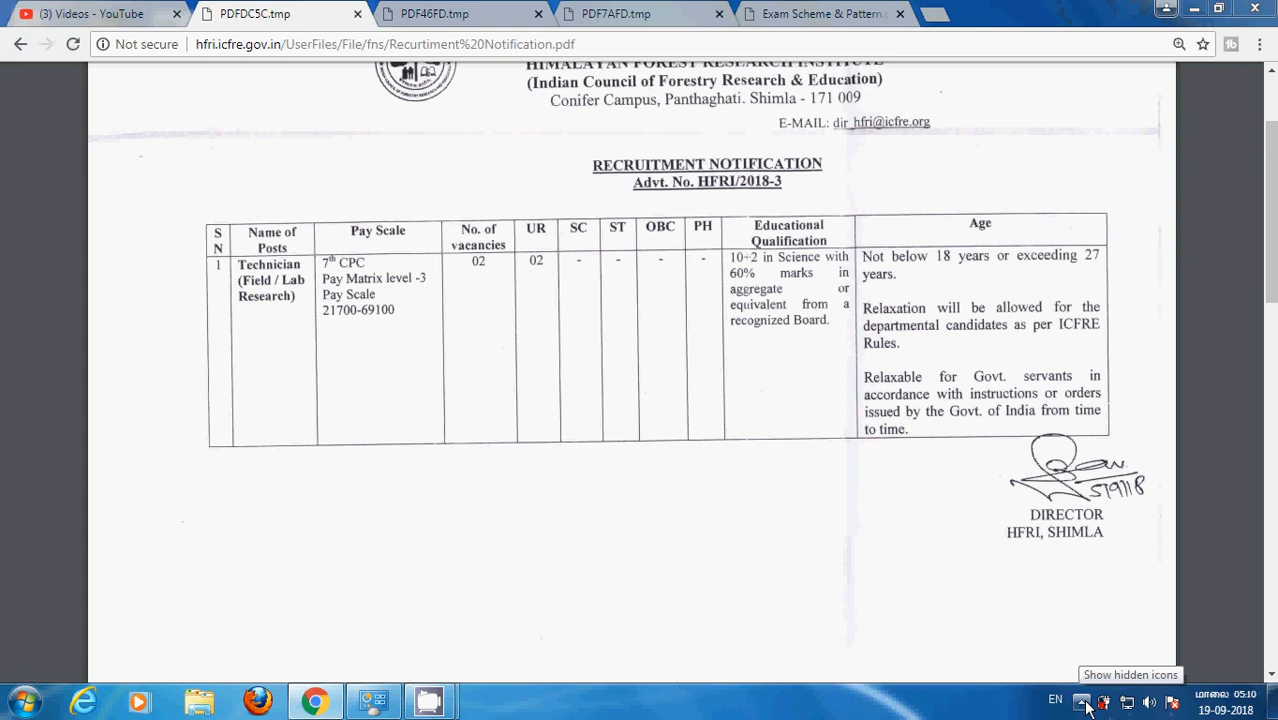 (3) Videos - YouTube
PDFDC5C.tmp
PDF46FD.tmp
PDF7AFD.tmp
Exam Scheme & Pattern.
Not secure
hfri.icfre.gov.in/UserFiles/File/fns/Recurtiment%20Notification.pdf
HIMALAYAN FOREST RESEARCH INSTITUTE
(Indian Council of Forestry Research & Education)
Conifer Campus, Panthaghati. Shimla - 171 009
E-MAIL: dir_hfri@icfre.org
RECRUITMENT NOTIFICATION
Advt. No. HFRI/2018-3
S N
Name of Posts
Pay Scale
No. of vacancies
UR
SC
ST
OBC
PH
Educational Qualification
Age
1
Technician
(Field / Lab
Research)
7th CPC
Pay Matrix level -3
Pay Scale
21700-69100
02
02
-
-
-
-
10+2 in Science with
60% marks in
aggregate or
equivalent from a
recognized Board.
Not below 18 years or exceeding 27
years.
Relaxation will be allowed for the
departmental candidates as per ICFRE
Rules.
Relaxable for Govt. servants in
accordance with instructions or orders
issued by the Govt. of India from time
to time.
5/9/18
DIRECTOR
HFRI, SHIMLA
Show hidden icons
EN
மாலை 05:10
19-09-2018